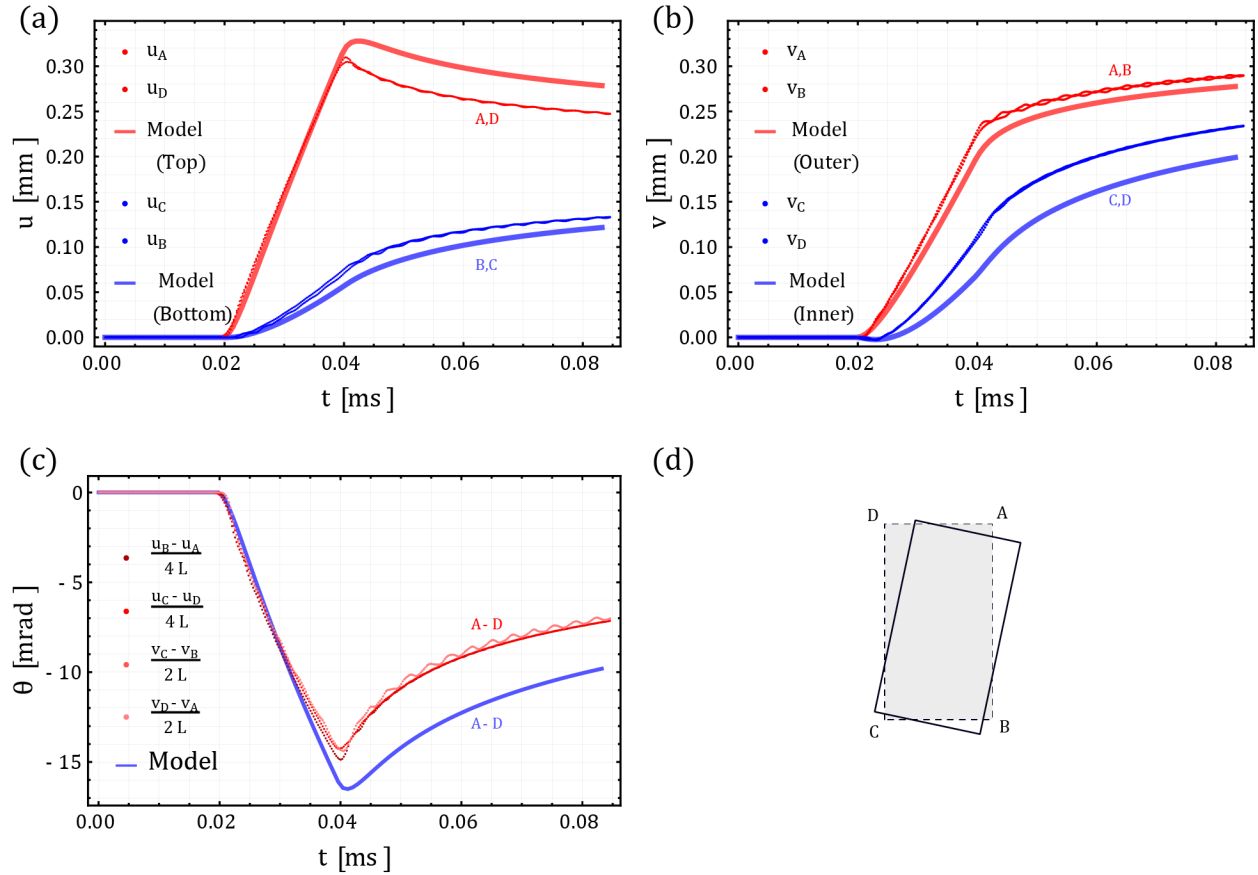 (a)
u [mm]
0.30
0.25
0.20
0.15
0.10
0.05
0.00
u_A
u_D
Model
(Top)
u_C
u_B
Model
(Bottom)
A,D
B,C
0.00 0.02 0.04 0.06 0.08
t [ms]
(b)
v [mm]
0.30
0.25
0.20
0.15
0.10
0.05
0.00
v_A
v_B
Model
(Outer)
v_C
v_D
Model
(Inner)
A,B
C,D
0.00 0.02 0.04 0.06 0.08
t [ms]
(c)
θ [mrad]
0
- 5
- 10
- 15
u_B - u_A
4 L
u_C - u_D
4 L
v_C - v_B
2 L
v_D - v_A
2 L
Model
A - D
A - D
0.00 0.02 0.04 0.06 0.08
t [ms]
(d)
D A
C B